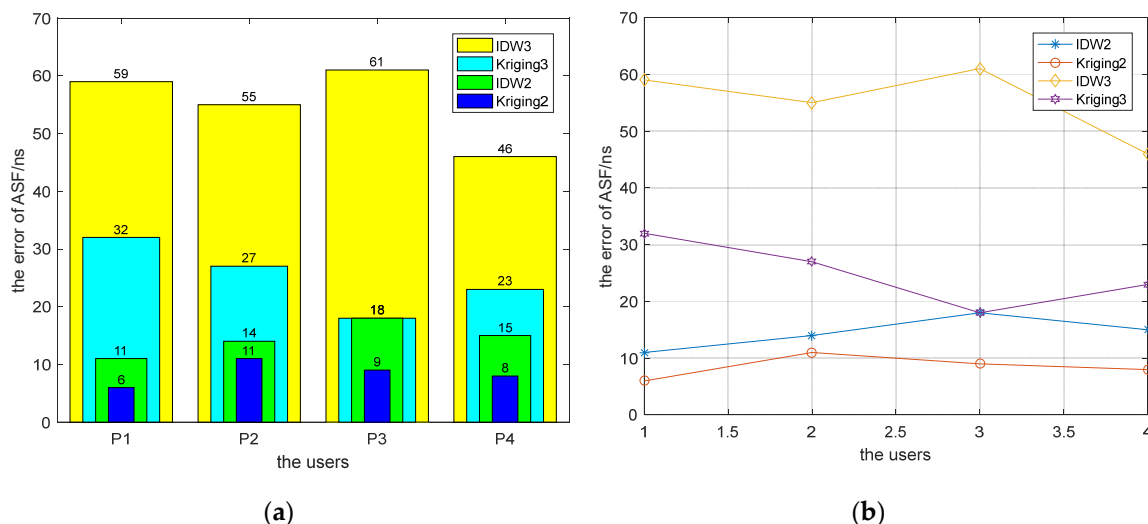 70
60
50
40
30
20
10
0
the error of ASF/ns
59
32
11
6
55
27
14
11
61
18
9
46
23
15
8
IDW3
Kriging3
IDW2
Kriging2
P1 P2 P3 P4
the users
(a)
70
60
50
40
30
20
10
0
the error of ASF/ns
IDW2
Kriging2
IDW3
Kriging3
1 1.5 2 2.5 3 3.5 4
the users
(b)